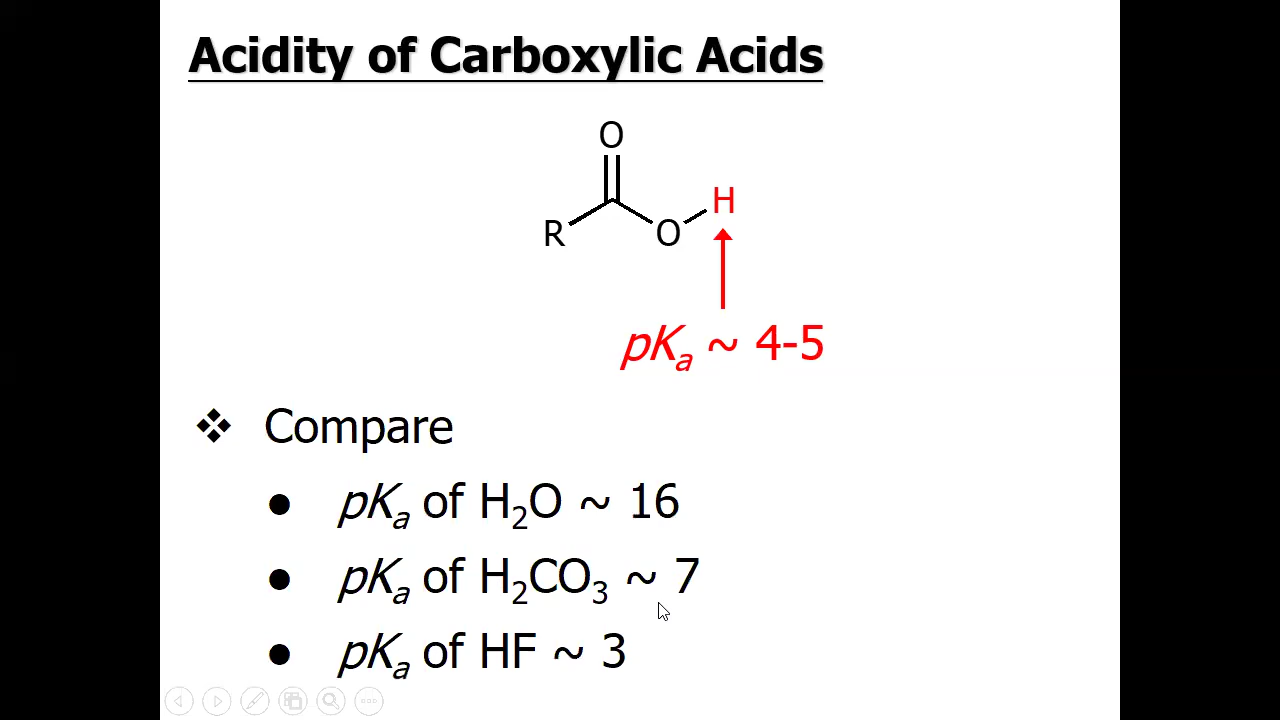 Acidity of Carboxylic Acids
O
H
R
O
pKa ~ 4-5
❖ Compare
● pKa of H2O ~ 16
● pKa of H2CO3 ~ 7
● pKa of HF ~ 3